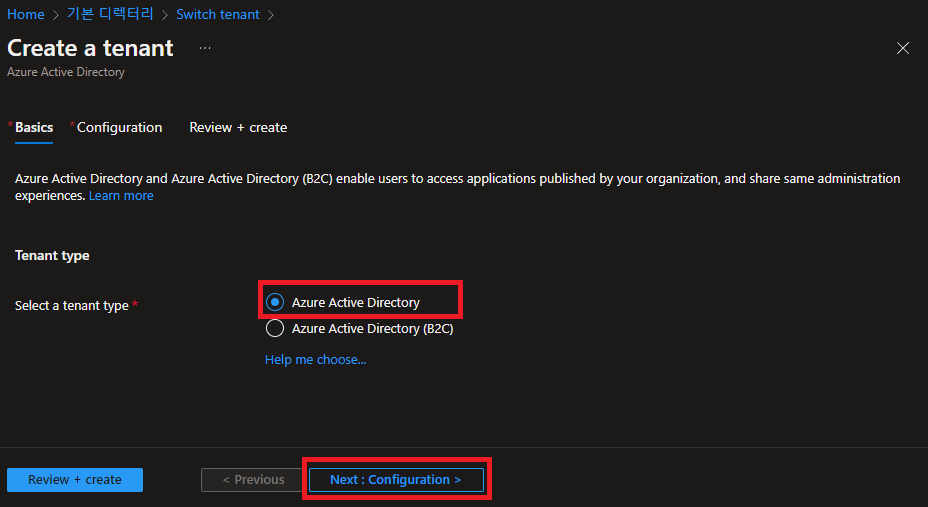 Home > 기본 디렉터리 > Switch tenant >
Create a tenant ...
Azure Active Directory
* Basics * Configuration Review + create
Azure Active Directory and Azure Active Directory (B2C) enable users to access applications published by your organization, and share same administration
experiences. Learn more
Tenant type
Select a tenant type *
Azure Active Directory
Azure Active Directory (B2C)
Help me choose...
Review + create < Previous Next : Configuration >